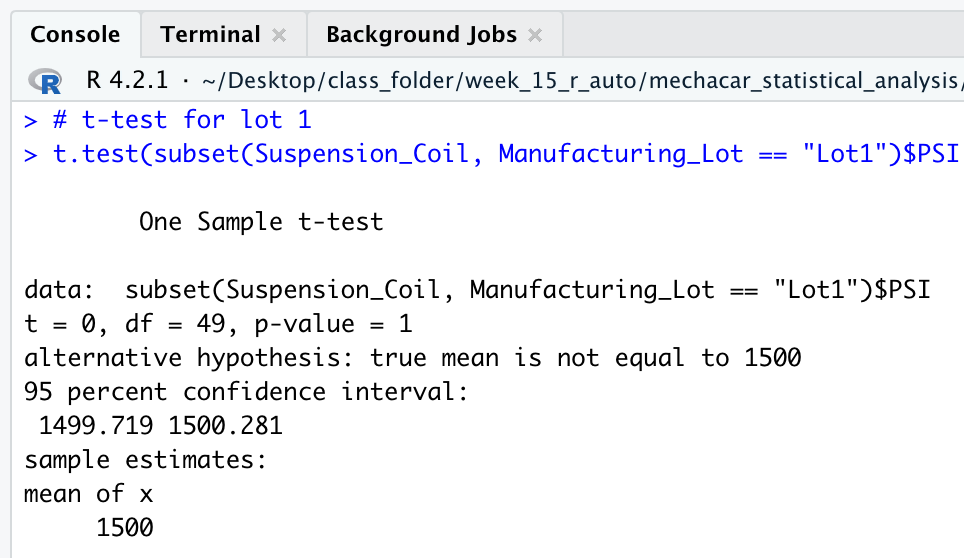 Console Terminal × Background Jobs ×
R R 4.2.1 · ~/Desktop/class_folder/week_15_r_auto/mechacar_statistical_analysis/
> # t-test for lot 1
> t.test(subset(Suspension_Coil, Manufacturing_Lot == "Lot1")$PSI
One Sample t-test
data:  subset(Suspension_Coil, Manufacturing_Lot == "Lot1")$PSI
t = 0, df = 49, p-value = 1
alternative hypothesis: true mean is not equal to 1500
95 percent confidence interval:
1499.719 1500.281
sample estimates:
mean of x
1500